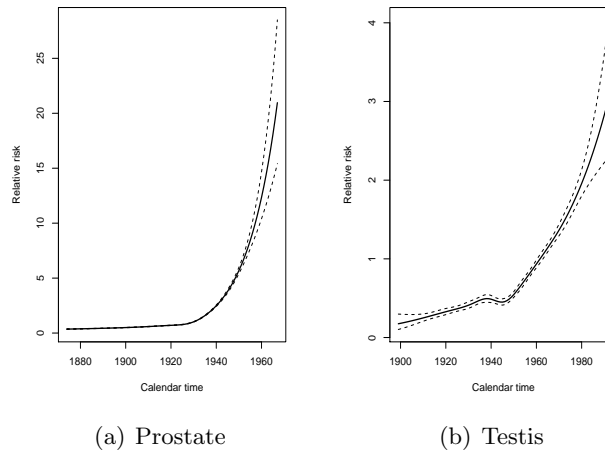 25
20
15
10
5
0
Relative risk
1880 1900 1920 1940 1960
Calendar time
(a) Prostate
4
3
2
1
0
Relative risk
1900 1920 1940 1960 1980
Calendar time
(b) Testis